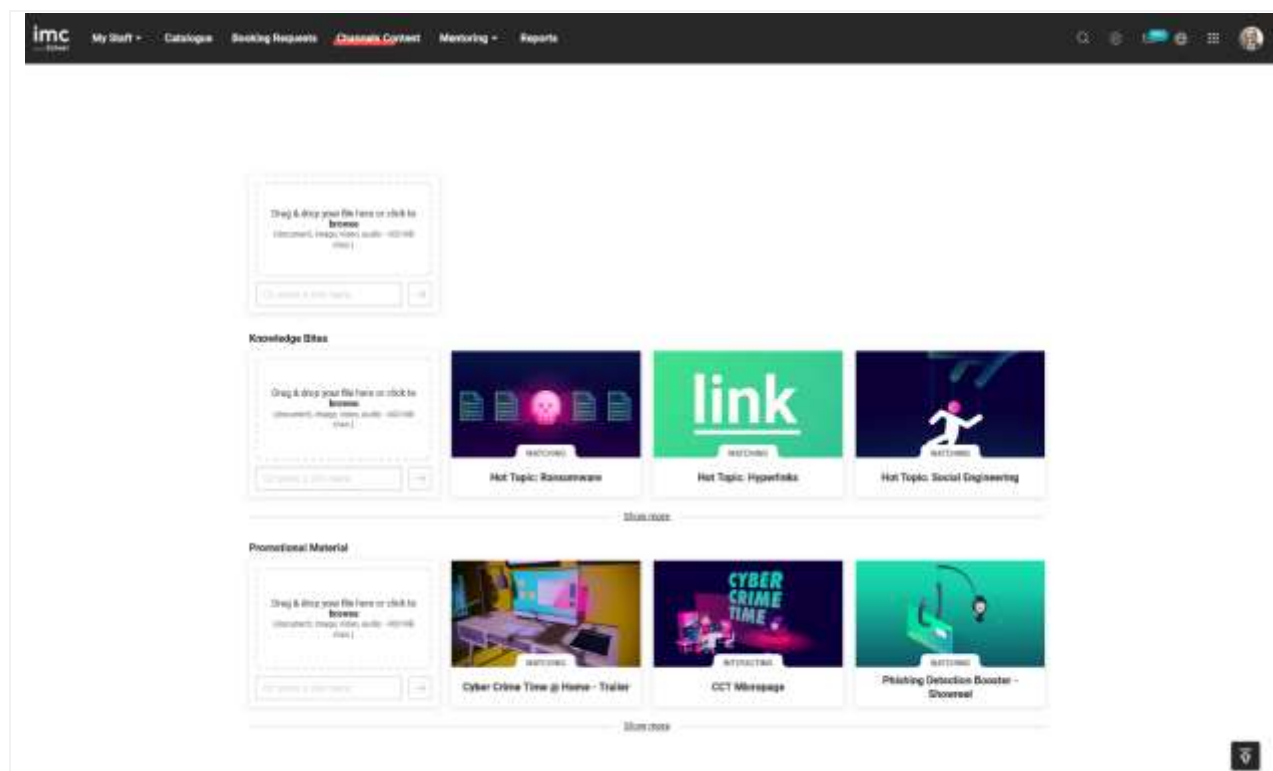 imc
My Staff
Catalogue
Booking Requests
Channels Content
Mentoring
Reports
Drag & drop your file here or click to
browse
Knowledge Bites
Drag & drop your file here or click to
browse
link
WATCHING
WATCHING
WATCHING
Hot Topic: Ransomware
Hot Topic: Hyperlinks
Hot Topic: Social Engineering
Show more
Promotional Material
Drag & drop your file here or click to
browse
CYBER
CRIME
TIME
WATCHING
INTERACTING
WATCHING
Cyber Crime Time @ Home - Trailer
CCT Micropage
Phishing Detection Booster -
Showreel
Show more